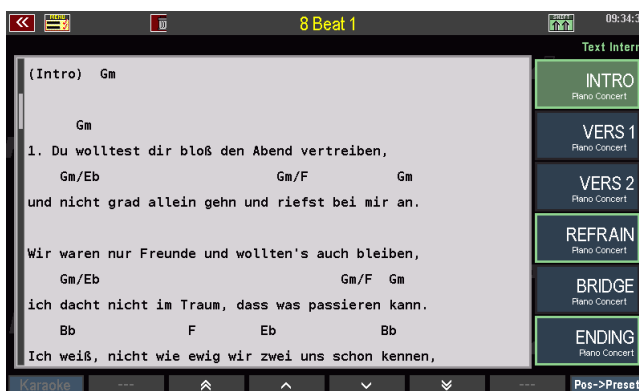 MENU
8 Beat 1
SHIFT
09:34:3
Text Intern
(Intro) Gm
Gm
1. Du wolltest dir bloß den Abend vertreiben,
Gm/Eb Gm/F Gm
und nicht grad allein gehn und riefst bei mir an.
Wir waren nur Freunde und wollten's auch bleiben,
Gm/Eb Gm/F Gm
ich dacht nicht im Traum, dass was passieren kann.
Bb F Eb Bb
Ich weiß, nicht wie ewig wir zwei uns schon kennen,
INTRO
Piano Concert
VERS 1
Piano Concert
VERS 2
Piano Concert
REFRAIN
Piano Concert
BRIDGE
Piano Concert
ENDING
Piano Concert
Karaoke --- --- Pos->Preset